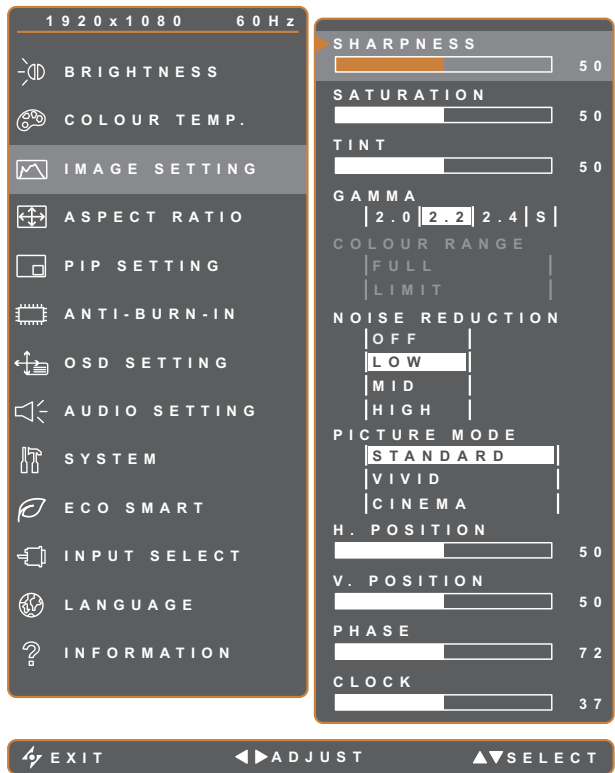 1920x1080 60Hz
BRIGHTNESS
COLOUR TEMP.
IMAGE SETTING
ASPECT RATIO
PIP SETTING
ANTI-BURN-IN
OSD SETTING
AUDIO SETTING
SYSTEM
ECO SMART
INPUT SELECT
LANGUAGE
INFORMATION
SHARPNESS
50
SATURATION
50
TINT
50
GAMMA
2.0 2.2 2.4 S
COLOUR RANGE
FULL
LIMIT
NOISE REDUCTION
OFF
LOW
MID
HIGH
PICTURE MODE
STANDARD
VIVID
CINEMA
H. POSITION
50
V. POSITION
50
PHASE
72
CLOCK
37
EXIT ADJUST SELECT